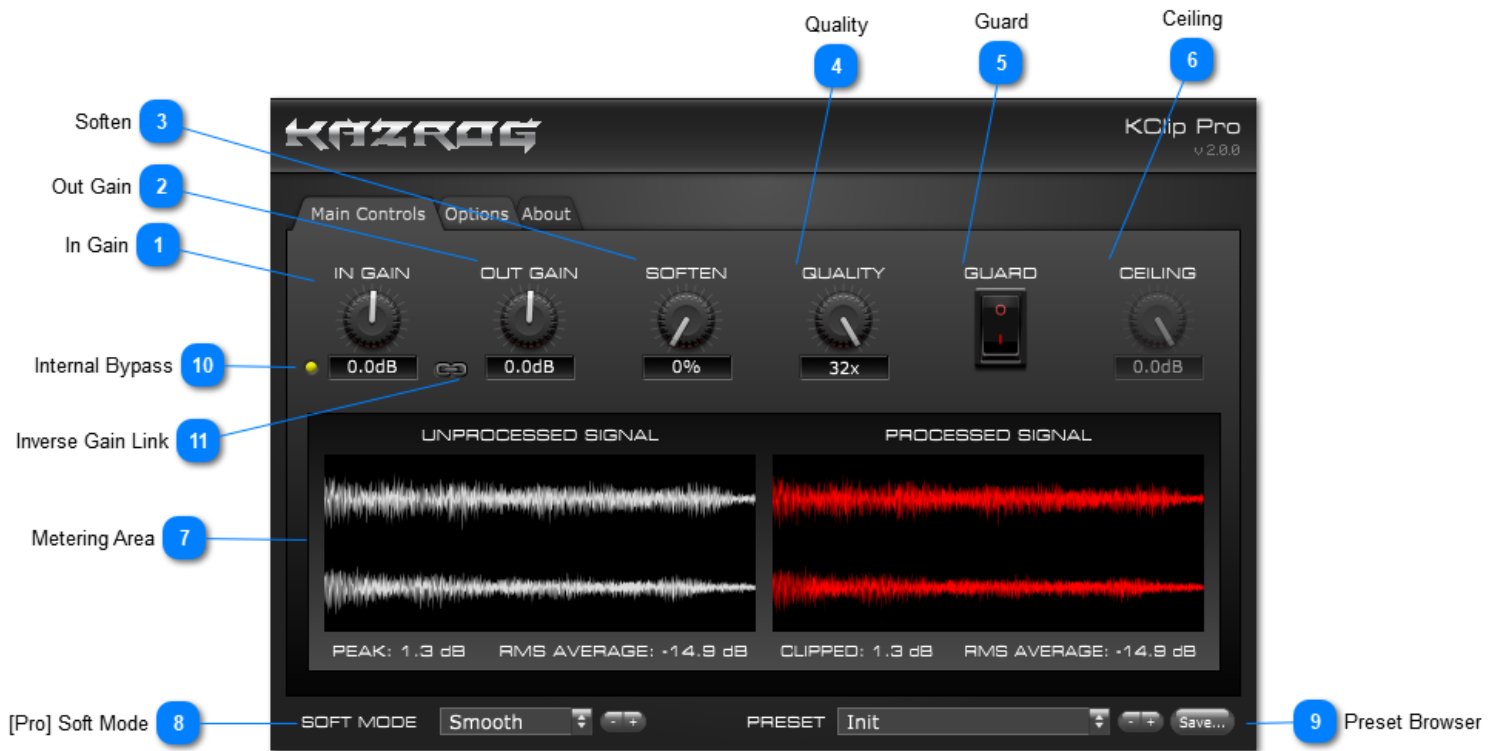 Quality
Guard
Ceiling
4
5
6
Soften 3
KAZROG
KClip Pro
v 2.0.0
Out Gain 2
Main Controls Options About
In Gain 1
IN GAIN OUT GAIN SOFTEN QUALITY GUARD CEILING
O
I
Internal Bypass 10
0.0dB 0.0dB 0% 32x 0.0dB
Inverse Gain Link 11
UNPROCESSED SIGNAL PROCESSED SIGNAL
Metering Area 7
PEAK: 1.3 dB RMS AVERAGE: -14.9 dB CLIPPED: 1.3 dB RMS AVERAGE: -14.9 dB
[Pro] Soft Mode 8
SOFT MODE Smooth - + PRESET Init - + Save...
9 Preset Browser